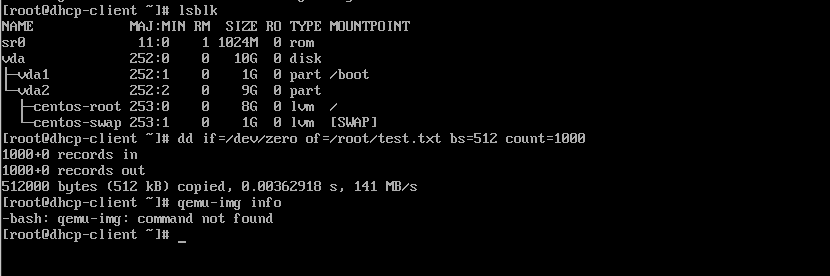 [root@dhcp-client ~]# lsblk
NAME            MAJ:MIN RM  SIZE RO TYPE MOUNTPOINT
sr0              11:0    1 1024M  0 rom
vda             252:0    0   10G  0 disk
├─vda1          252:1    0    1G  0 part /boot
└─vda2          252:2    0    9G  0 part
  ├─centos-root 253:0    0    8G  0 lvm  /
  └─centos-swap 253:1    0    1G  0 lvm  [SWAP]
[root@dhcp-client ~]# dd if=/dev/zero of=/root/test.txt bs=512 count=1000
1000+0 records in
1000+0 records out
512000 bytes (512 kB) copied, 0.00362918 s, 141 MB/s
[root@dhcp-client ~]# qemu-img info
-bash: qemu-img: command not found
[root@dhcp-client ~]# _